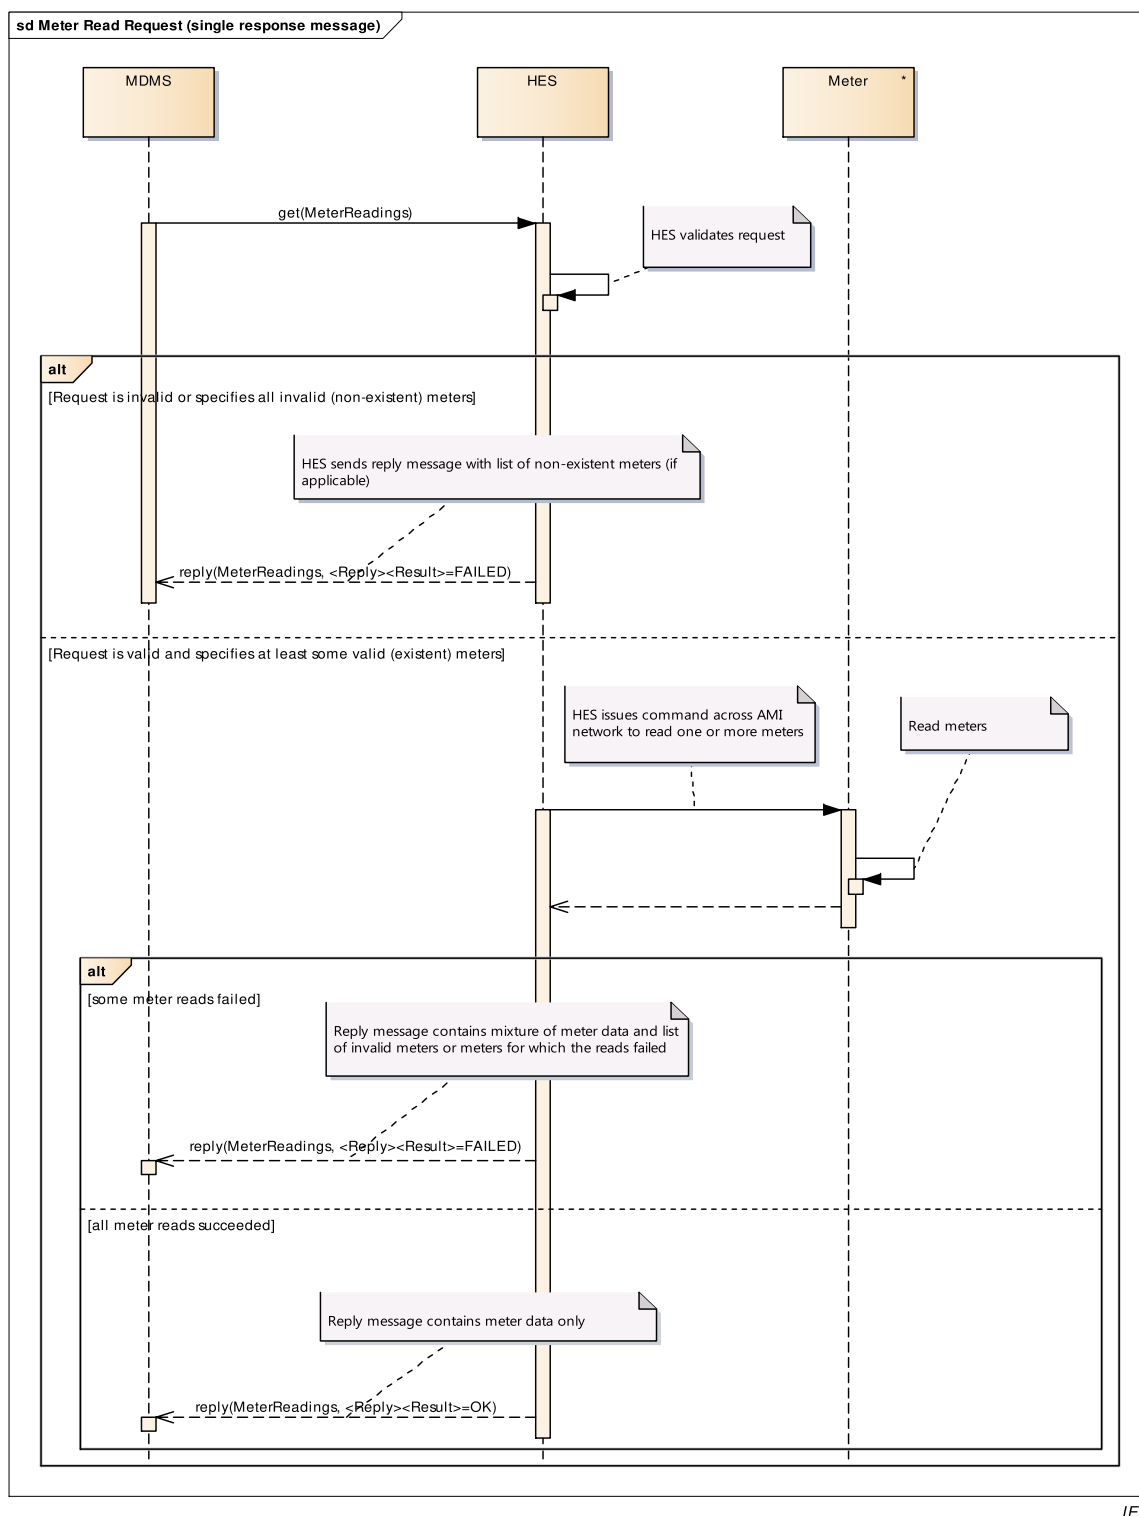 sd Meter Read Request (single response message)
MDMS
HES
Meter *
get(MeterReadings)
HES validates request
alt
[Request is invalid or specifies all invalid (non-existent) meters]
HES sends reply message with list of non-existent meters (if
applicable)
reply(MeterReadings, <Reply><Result>=FAILED)
[Request is valid and specifies at least some valid (existent) meters]
HES issues command across AMI
network to read one or more meters
Read meters
alt
[some meter reads failed]
Reply message contains mixture of meter data and list
of invalid meters or meters for which the reads failed
reply(MeterReadings, <Reply><Result>=FAILED)
[all meter reads succeeded]
Reply message contains meter data only
reply(MeterReadings, <Reply><Result>=OK)